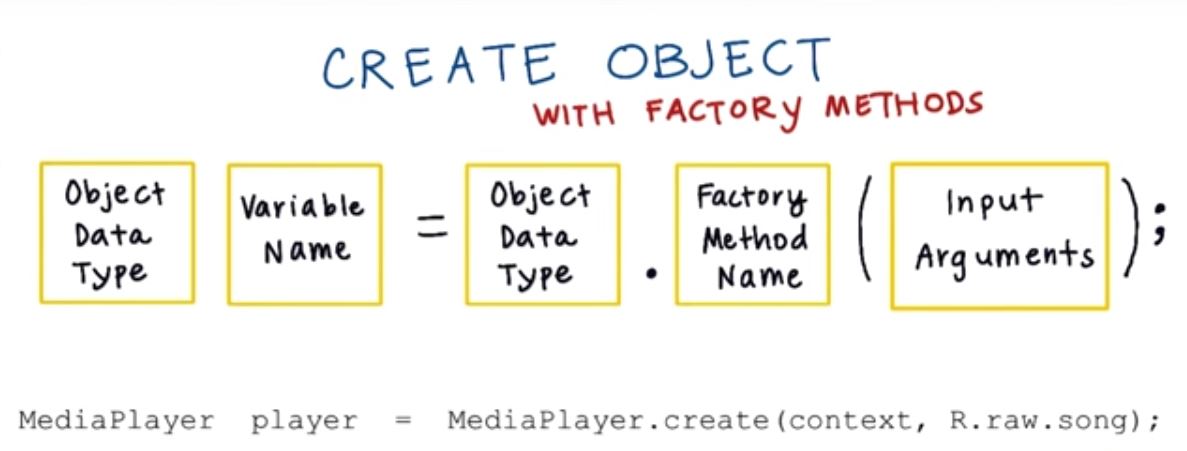 CREATE OBJECT
WITH FACTORY METHODS
Object Data Type
Variable Name
=
Object Data Type
.
Factory Method Name
(
Input Arguments
);
MediaPlayer player = MediaPlayer.create(context, R.raw.song);